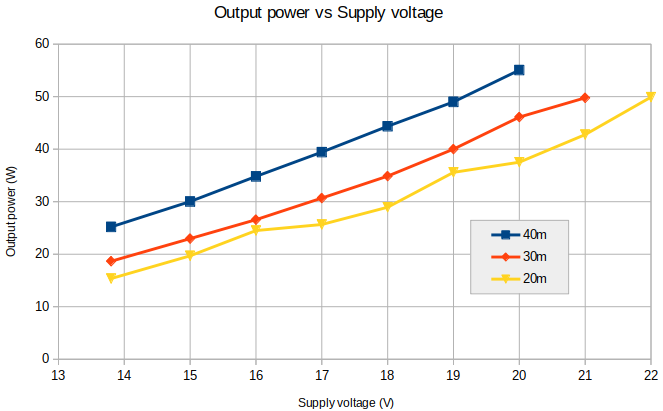 Output power vs Supply voltage
60
50
40
30
20
10
0
Output power (W)
40m
30m
20m
13 14 15 16 17 18 19 20 21 22
Supply voltage (V)